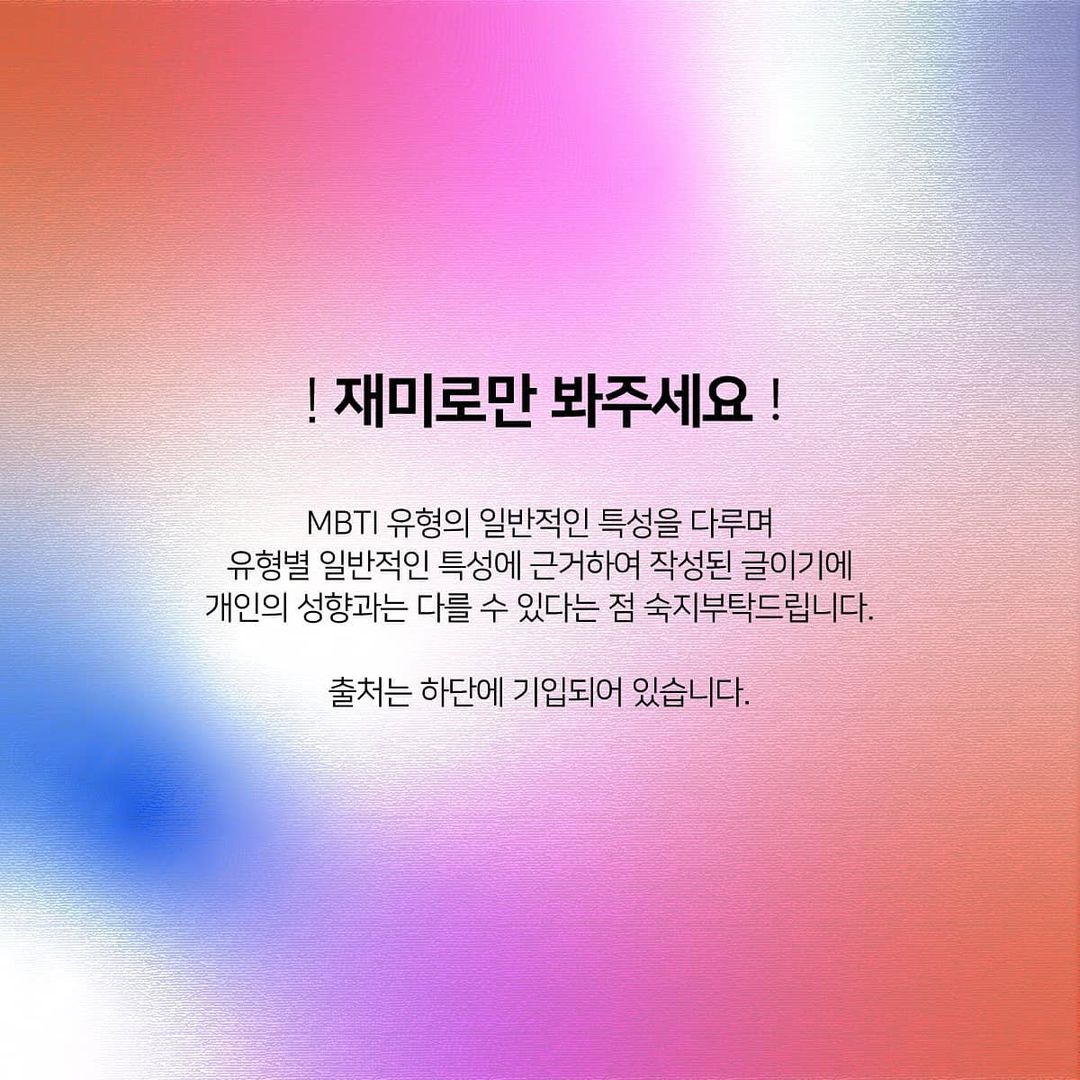 ! 재미로만 봐주세요 !
MBTI 유형의 일반적인 특성을 다루며
유형별 일반적인 특성에 근거하여 작성된 글이기에
개인의 성향과는 다를 수 있다는 점 숙지부탁드립니다.
출처는 하단에 기입되어 있습니다.